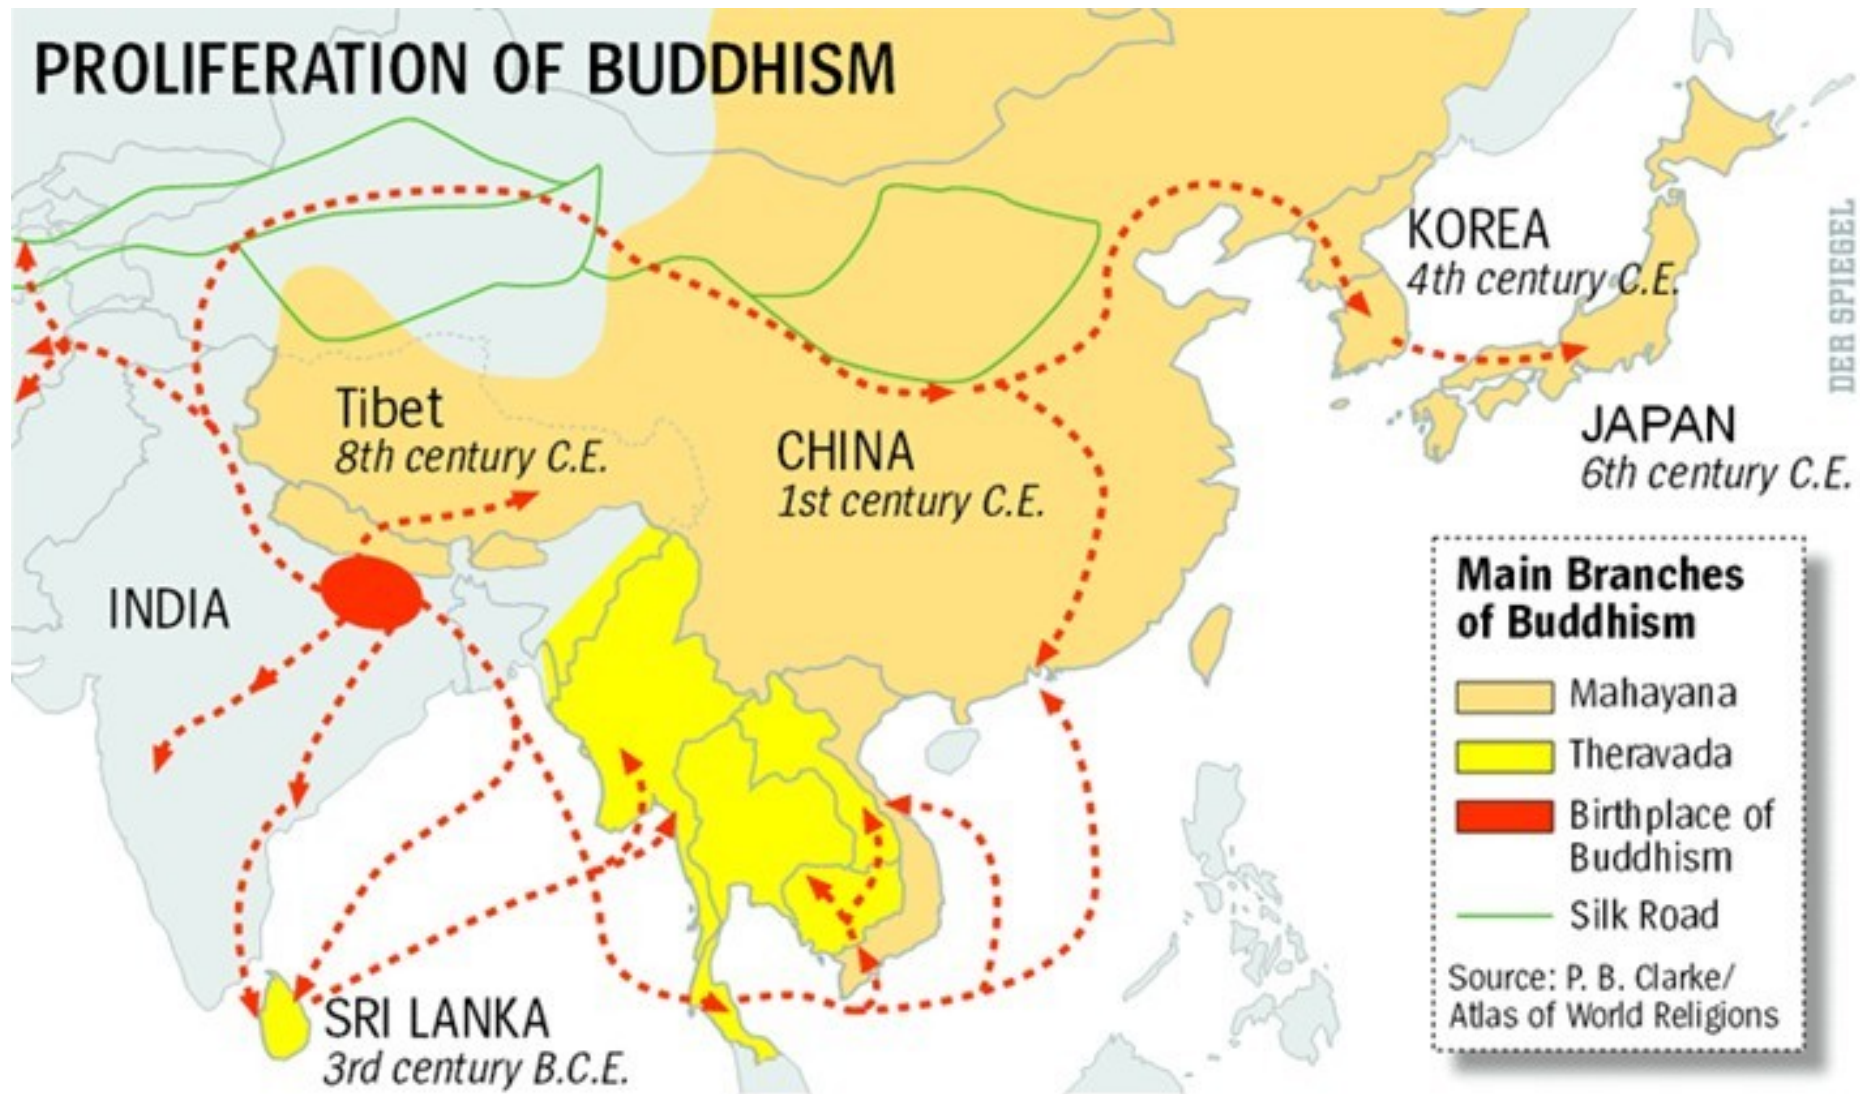 PROLIFERATION OF BUDDHISM
KOREA
4th century C.E.
DER SPIEGEL
Tibet
8th century C.E.
CHINA
1st century C.E.
JAPAN
6th century C.E.
INDIA
SRI LANKA
3rd century B.C.E.
Main Branches
of Buddhism
Mahayana
Theravada
Birthplace of
Buddhism
Silk Road
Source: P. B. Clarke/
Atlas of World Religions